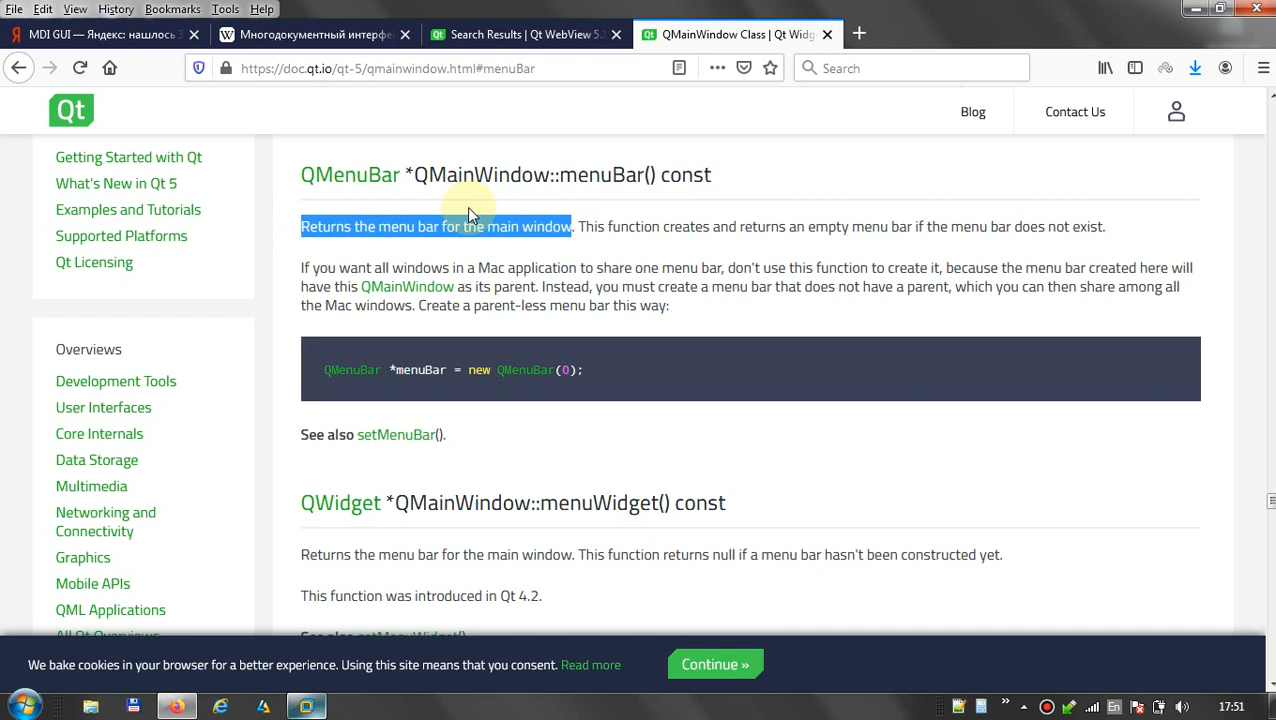 File Edit View History Bookmarks Tools Help
MDI GUI — Яндекс: нашлось 3
Многодокументный интерфе
Search Results | Qt WebView 5.
QMainWindow Class | Qt Widg
https://doc.qt.io/qt-5/qmainwindow.html#menuBar
Search
Qt
Blog
Contact Us
Getting Started with Qt
What's New in Qt 5
Examples and Tutorials
Supported Platforms
Qt Licensing
Overviews
Development Tools
User Interfaces
Core Internals
Data Storage
Multimedia
Networking and
Connectivity
Graphics
Mobile APIs
QML Applications
All Qt Overviews
QMenuBar *QMainWindow::menuBar() const
Returns the menu bar for the main window. This function creates and returns an empty menu bar if the menu bar does not exist.
If you want all windows in a Mac application to share one menu bar, don't use this function to create it, because the menu bar created here will
have this QMainWindow as its parent. Instead, you must create a menu bar that does not have a parent, which you can then share among all
the Mac windows. Create a parent-less menu bar this way:
QMenuBar *menuBar = new QMenuBar(0);
See also setMenuBar().
QWidget *QMainWindow::menuWidget() const
Returns the menu bar for the main window. This function returns null if a menu bar hasn't been constructed yet.
This function was introduced in Qt 4.2.
See also setMenuWidget().
We bake cookies in your browser for a better experience. Using this site means that you consent. Read more
Continue »
En
17:51